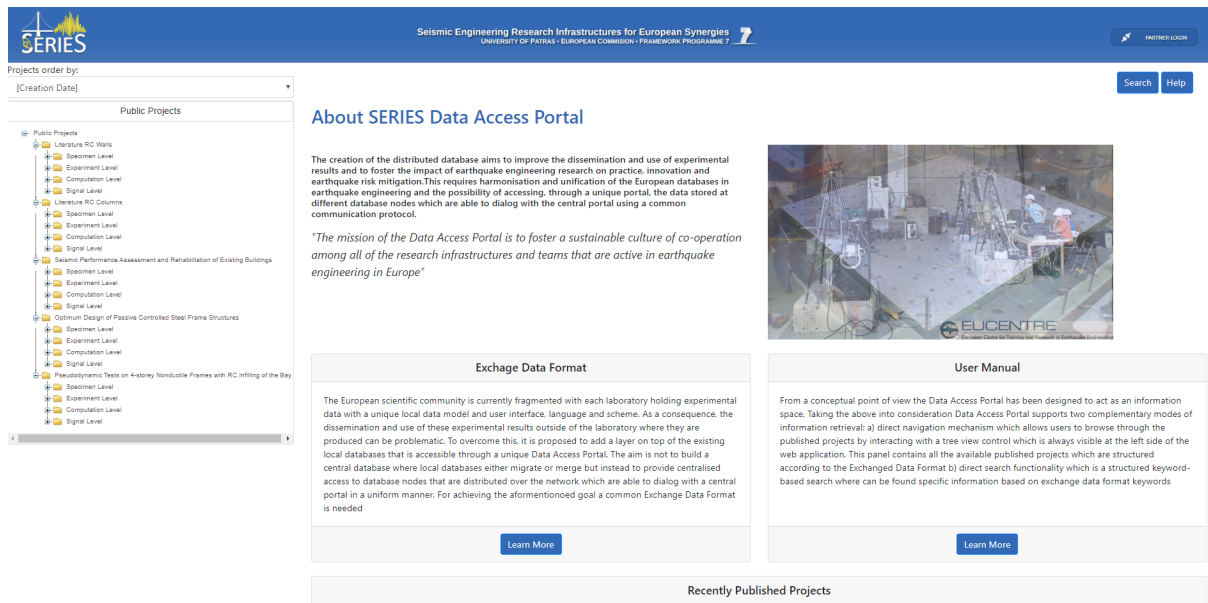 SERIES
Seismic Engineering Research Infrastructures for European Synergies
UNIVERSITY OF PATRAS • EUROPEAN COMMISION • FRAMEWORK PROGRAMME 7
PARTNER LOGIN
Projects order by:
[Creation Date]
Search
Help
Public Projects
Public Projects
Literature RC Walls
Specimen Level
Experiment Level
Computation Level
Signal Level
Literature RC Columns
Specimen Level
Experiment Level
Computation Level
Signal Level
Seismic Performance Assessment and Rehabilitation of Existing Buildings
Specimen Level
Experiment Level
Computation Level
Signal Level
Optimum Design of Passive Controlled Steel Frame Structures
Specimen Level
Experiment Level
Computation Level
Signal Level
Pseudodynamic Tests on 4-storey Nonductile Frames with RC Infilling of the Bay
Specimen Level
Experiment Level
Computation Level
Signal Level
About SERIES Data Access Portal
The creation of the distributed database aims to improve the dissemination and use of experimental
results and to foster the impact of earthquake engineering research on practice, innovation and
earthquake risk mitigation.This requires harmonisation and unification of the European databases in
earthquake engineering and the possibility of accessing, through a unique portal, the data stored at
different database nodes which are able to dialog with the central portal using a common
communication protocol.
"The mission of the Data Access Portal is to foster a sustainable culture of co-operation
among all of the research infrastructures and teams that are active in earthquake
engineering in Europe"
EUCENTRE
European Centre for Training and Research in Earthquake Engineering
Exchage Data Format
The European scientific community is currently fragmented with each laboratory holding experimental
data with a unique local data model and user interface, language and scheme. As a consequence, the
dissemination and use of these experimental results outside of the laboratory where they are
produced can be problematic. To overcome this, it is proposed to add a layer on top of the existing
local databases that is accessible through a unique Data Access Portal. The aim is not to build a
central database where local databases either migrate or merge but instead to provide centralised
access to database nodes that are distributed over the network which are able to dialog with a central
portal in a uniform manner. For achieving the aformentionoed goal a common Exchange Data Format
is needed
Learn More
User Manual
From a conceptual point of view the Data Access Portal has been designed to act as an information
space. Taking the above into consideration Data Access Portal supports two complementary modes of
information retrieval: a) direct navigation mechanism which allows users to browse through the
published projects by interacting with a tree view control which is always visible at the left side of the
web application. This panel contains all the available published projects which are structured
according to the Exchanged Data Format b) direct search functionality which is a structured keyword-
based search where can be found specific information based on exchange data format keywords
Learn More
Recently Published Projects